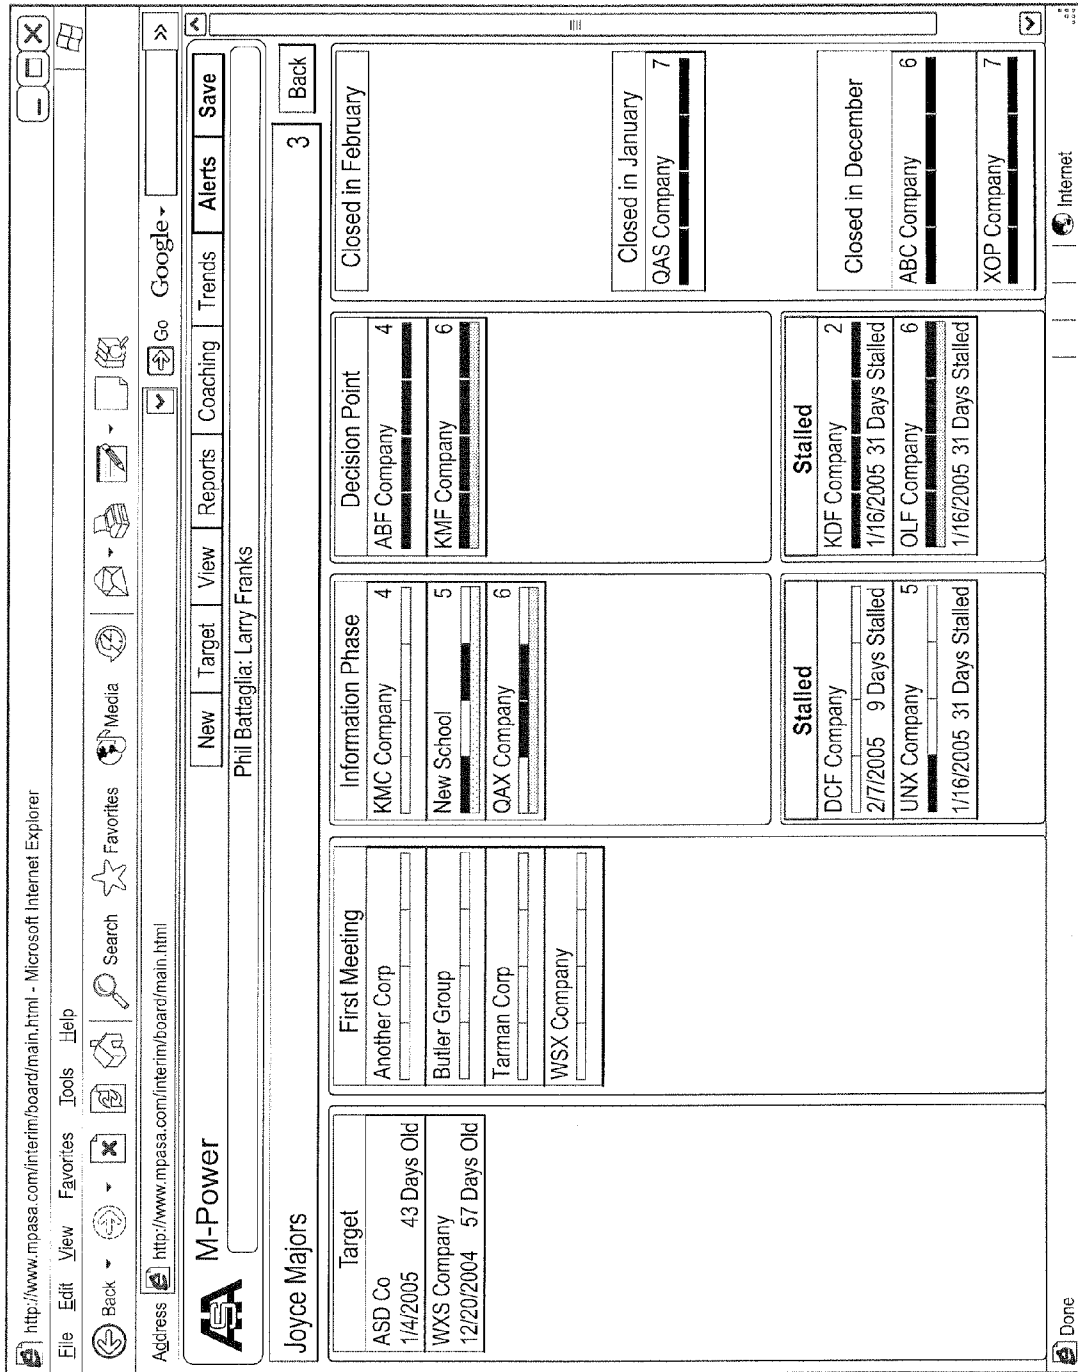 http://www.mpasa.com/interim/board/main.html - Microsoft Internet Explorer
File Edit View Favorites Tools Help
Back Search Favorites Media
Address http://www.mpasa.com/interim/board/main.html Go Google »
ASA M-Power
New Target View Reports Coaching Trends Alerts Save
Phil Battaglia: Larry Franks
Joyce Majors 3 Back
Target
ASD Co
1/4/2005 43 Days Old
WXS Company
12/20/2004 57 Days Old
First Meeting
Another Corp
Butler Group
Tarman Corp
WSX Company
Information Phase
KMC Company 4
New School 5
QAX Company 6
Stalled
DCF Company
2/7/2005 9 Days Stalled
UNX Company 5
1/16/2005 31 Days Stalled
Decision Point
ABF Company 4
KMF Company 6
Stalled
KDF Company 2
1/16/2005 31 Days Stalled
OLF Company 6
1/16/2005 31 Days Stalled
Closed in February
Closed in January
QAS Company 7
Closed in December
ABC Company 6
XOP Company 7
Done Internet